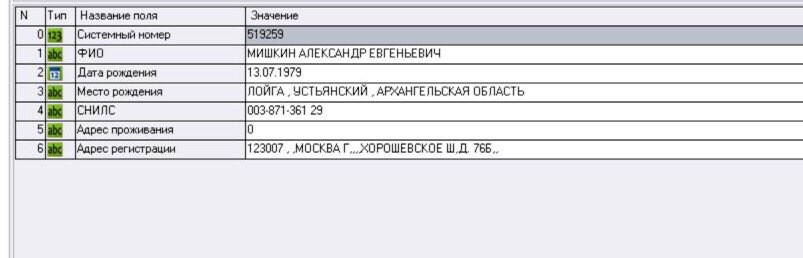 N Тип Название поля Значение
0 123 Системный номер 519259
1 abc ФИО МИШКИН АЛЕКСАНДР ЕВГЕНЬЕВИЧ
2 12 Дата рождения 13.07.1979
3 abc Место рождения ЛОЙГА , УСТЬЯНСКИЙ , АРХАНГЕЛЬСКАЯ ОБЛАСТЬ
4 abc СНИЛС 003-871-361 29
5 abc Адрес проживания 0
6 abc Адрес регистрации 123007 , ,МОСКВА Г,,,,ХОРОШЕВСКОЕ Ш,Д. 76Б,,